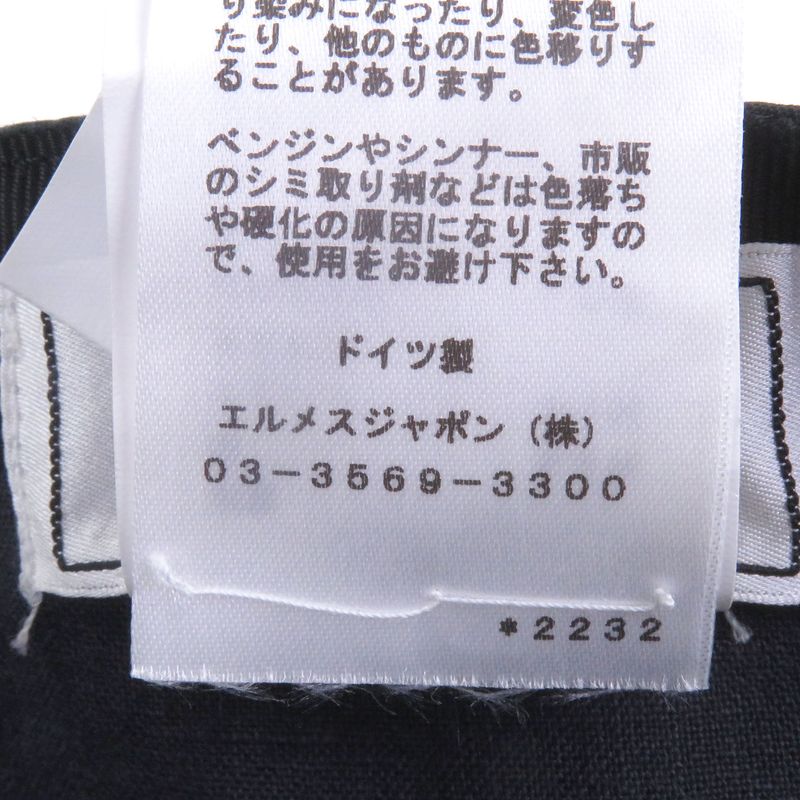 り染みになったり、変色し
たり、他のものに色移りす
ることがあります。
ベンジンやシンナー、市販
のシミ取り剤などは色落ち
や硬化の原因になりますの
で、使用をお避け下さい。
ドイツ製
エルメスジャポン（株）
03-3569-3300
*2232